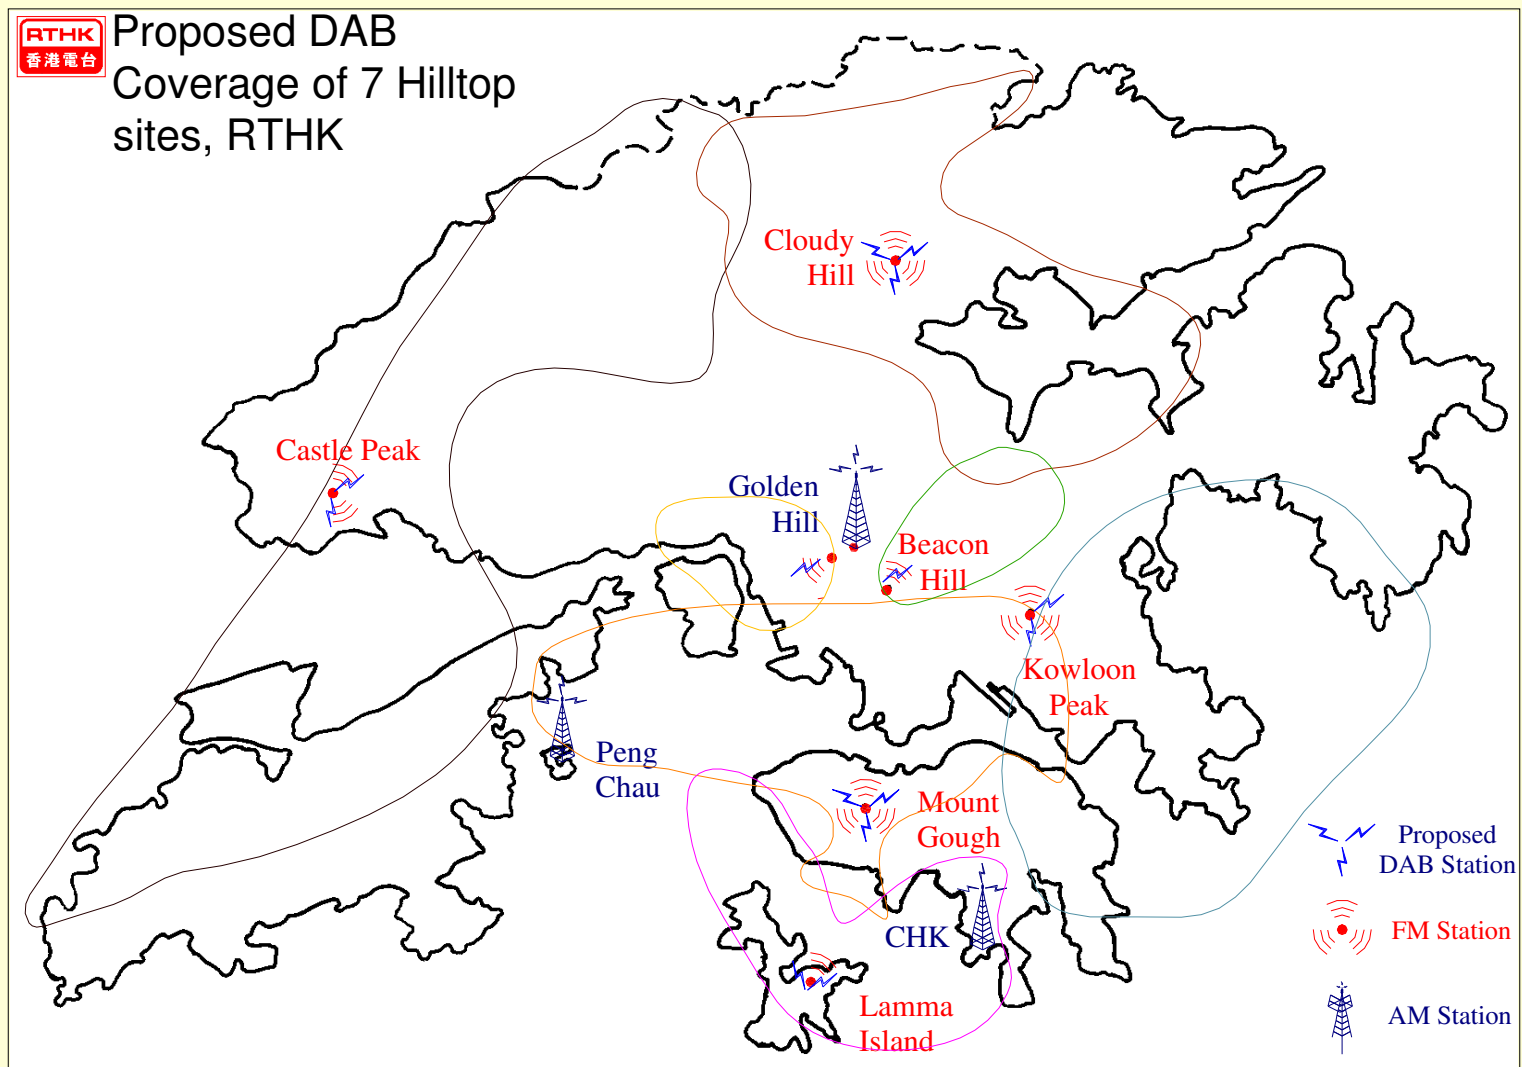 RTHK
香港電台
Proposed DAB
Coverage of 7 Hilltop
sites, RTHK
Cloudy
Hill
Castle Peak
Golden
Hill
Beacon
Hill
Kowloon
Peak
Peng
Chau
Mount
Gough
CHK
Lamma
Island
Proposed
DAB Station
FM Station
AM Station